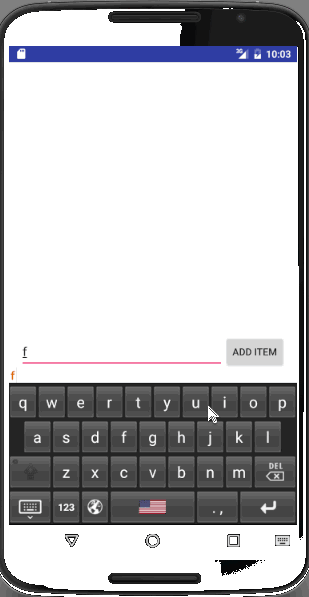 3G 10:03
f ADD ITEM
f
q w e r t y u i o p
a s d f g h j k l
z x c v b n m DEL
123 .,